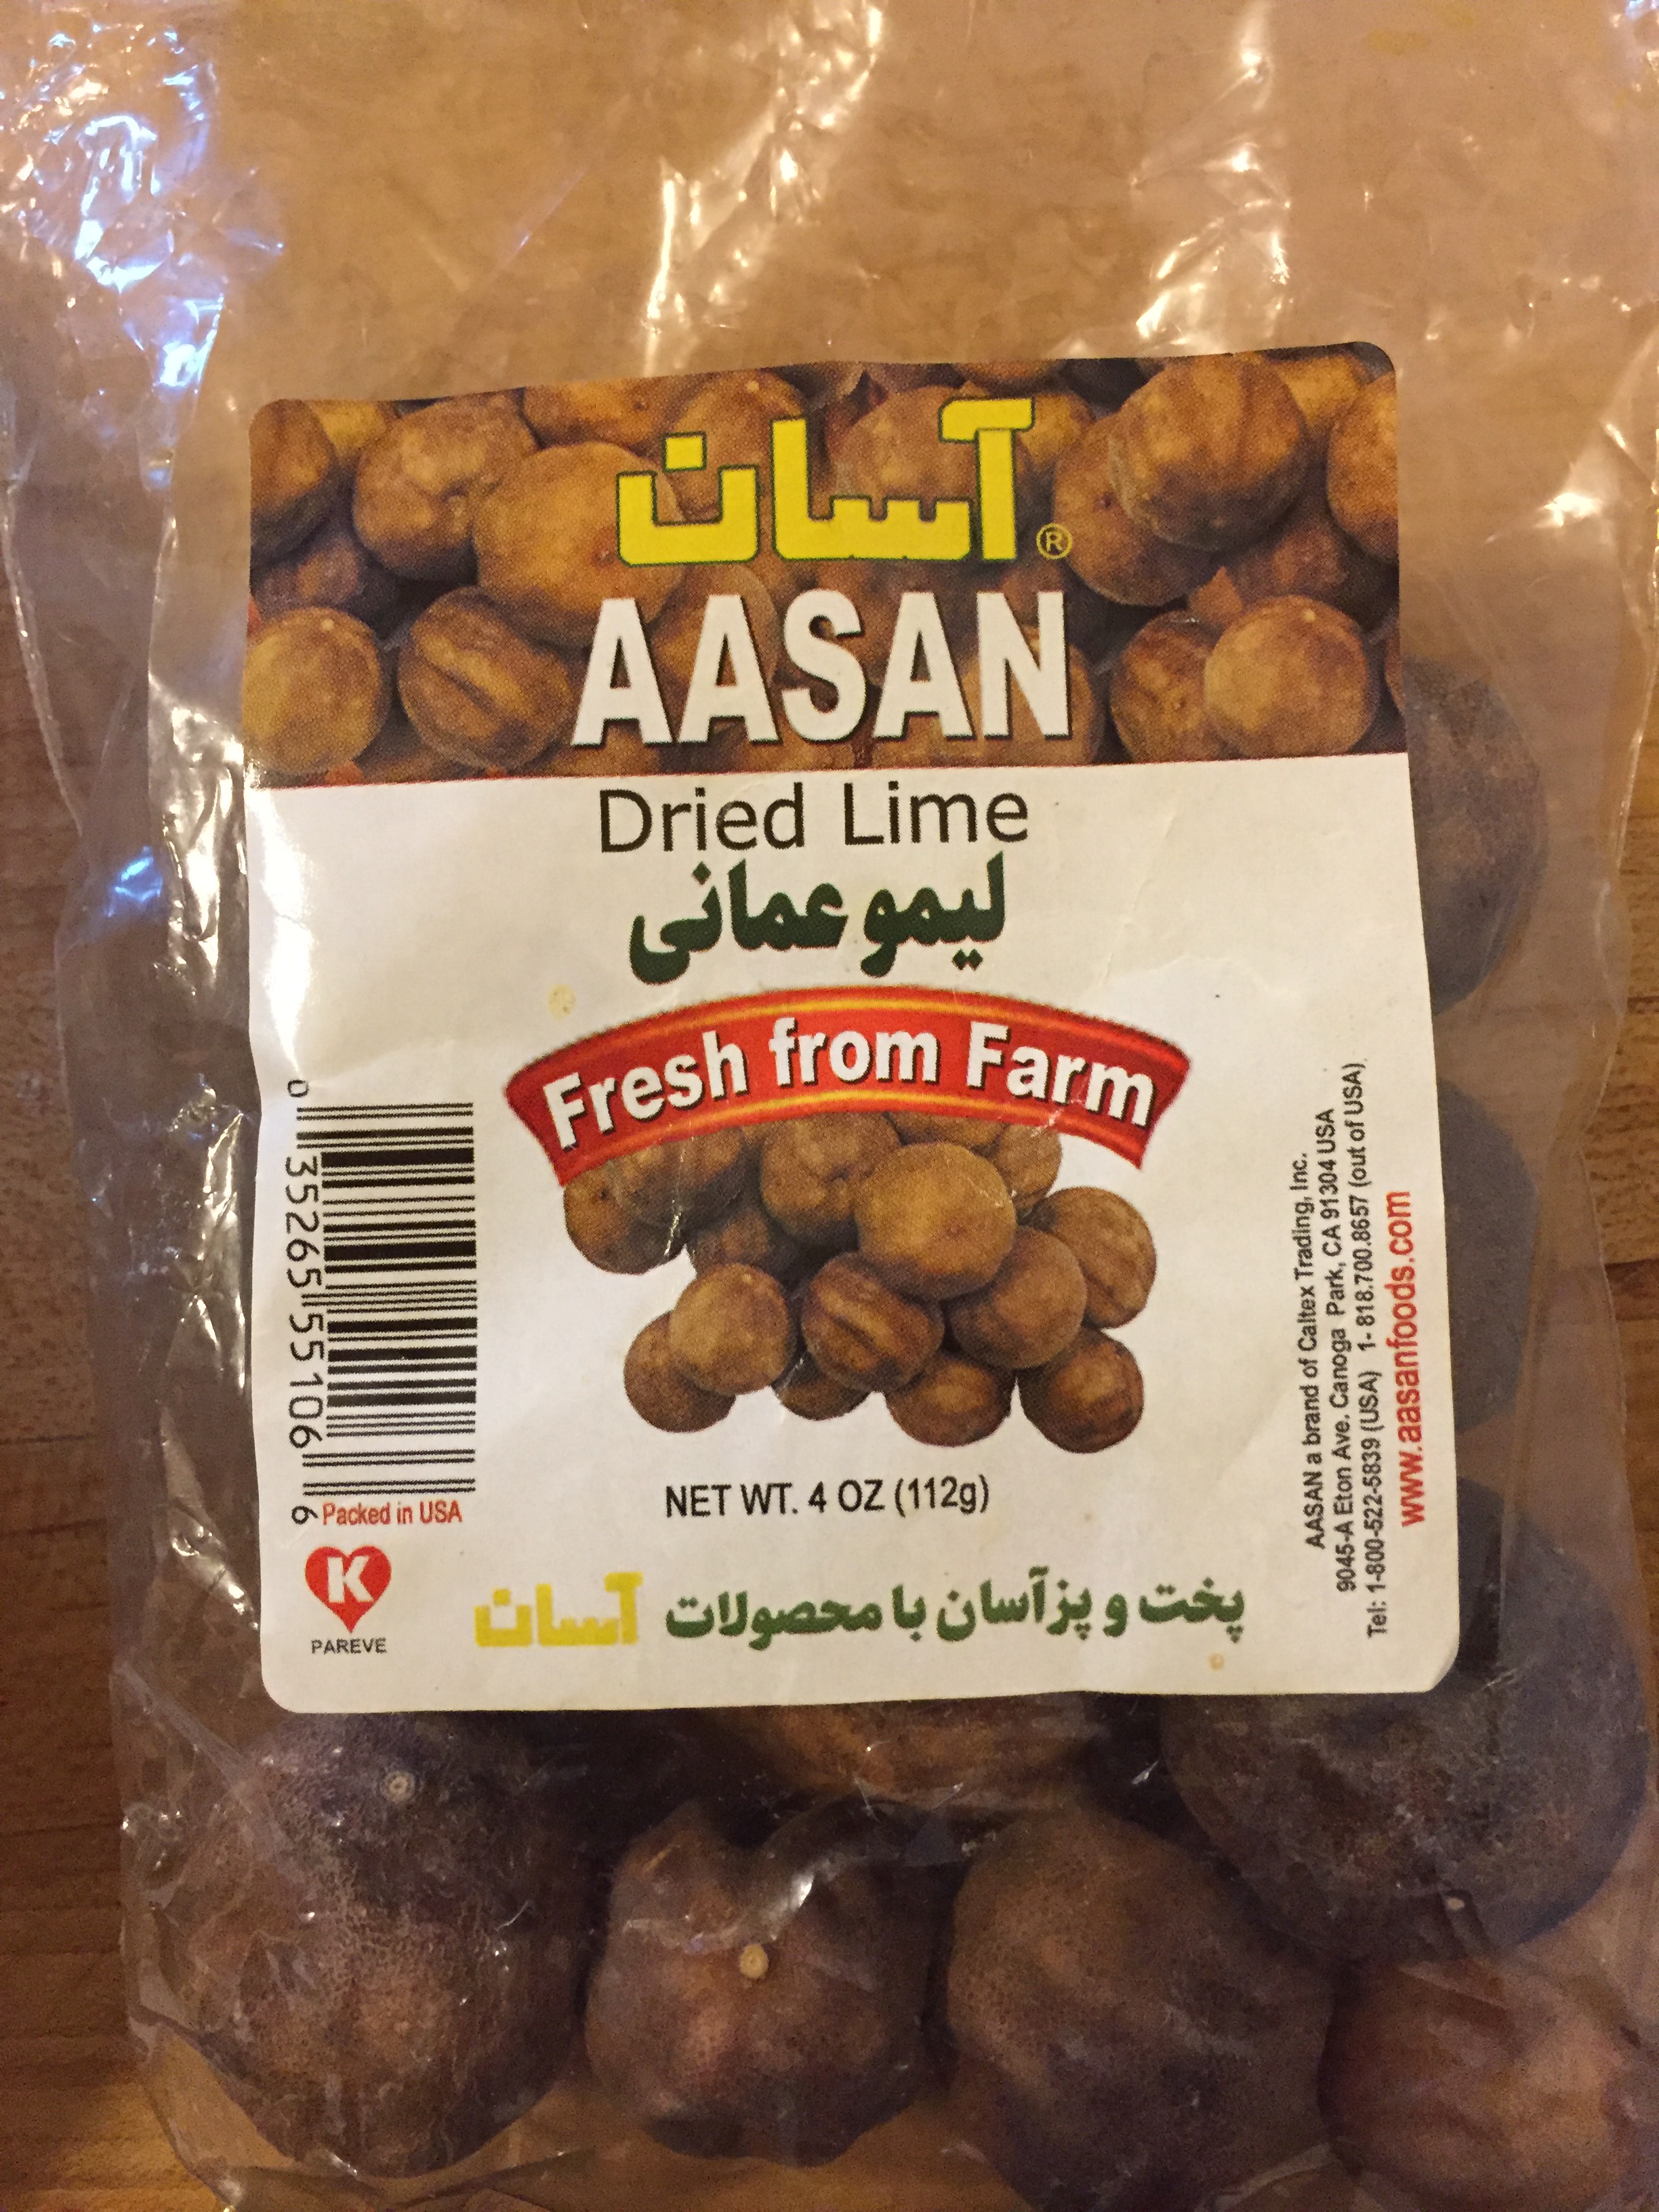 آسان
®
AASAN
Dried Lime
لیمو عمانی
Fresh from Farm
0 35265 55106 6
Packed in USA
K
PAREVE
NET WT. 4 OZ (112g)
پخت و پز آسان با محصولات آسان
AASAN a brand of Caltex Trading, Inc.
9045-A Eton Ave. Canoga Park, CA 91304 USA
Tel: 1-800-522-5839 (USA) 1- 818.700.8657 (out of USA)
www.aasanfoods.com